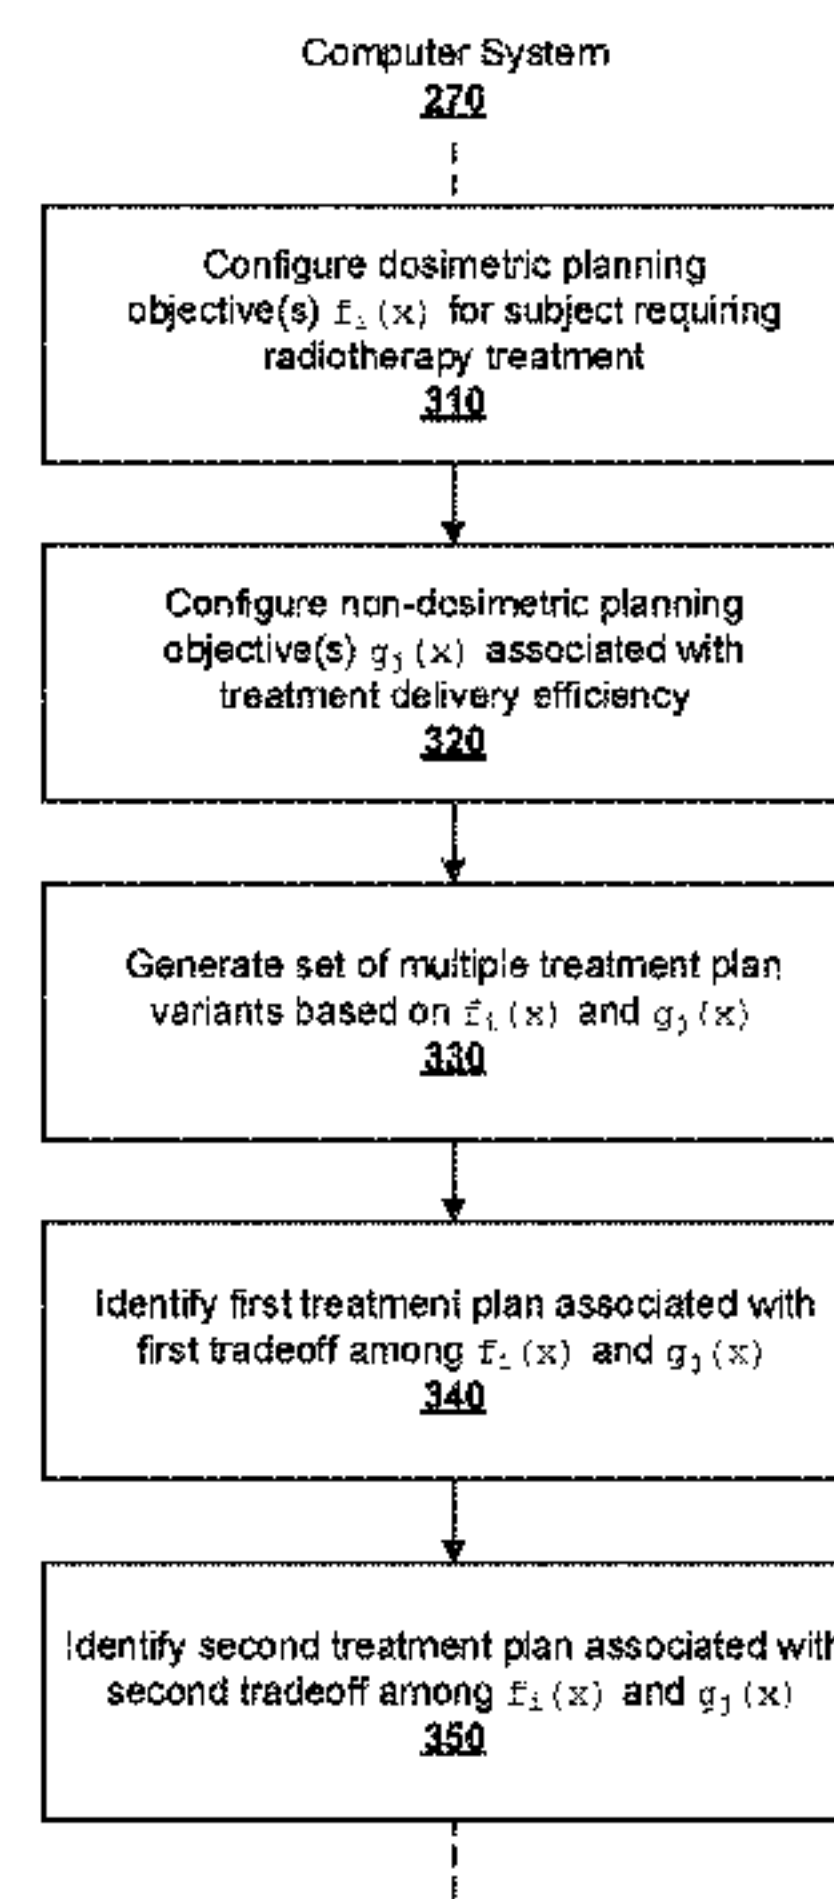 Computer System
270
Configure dosimetric planning
objective(s) fᵢ(x) for subject requiring
radiotherapy treatment
310
Configure non-dosimetric planning
objective(s) gⱼ(x) associated with
treatment delivery efficiency
320
Generate set of multiple treatment plan
variants based on fᵢ(x) and gⱼ(x)
330
Identify first treatment plan associated with
first tradeoff among fᵢ(x) and gⱼ(x)
340
Identify second treatment plan associated with
second tradeoff among fᵢ(x) and gⱼ(x)
350